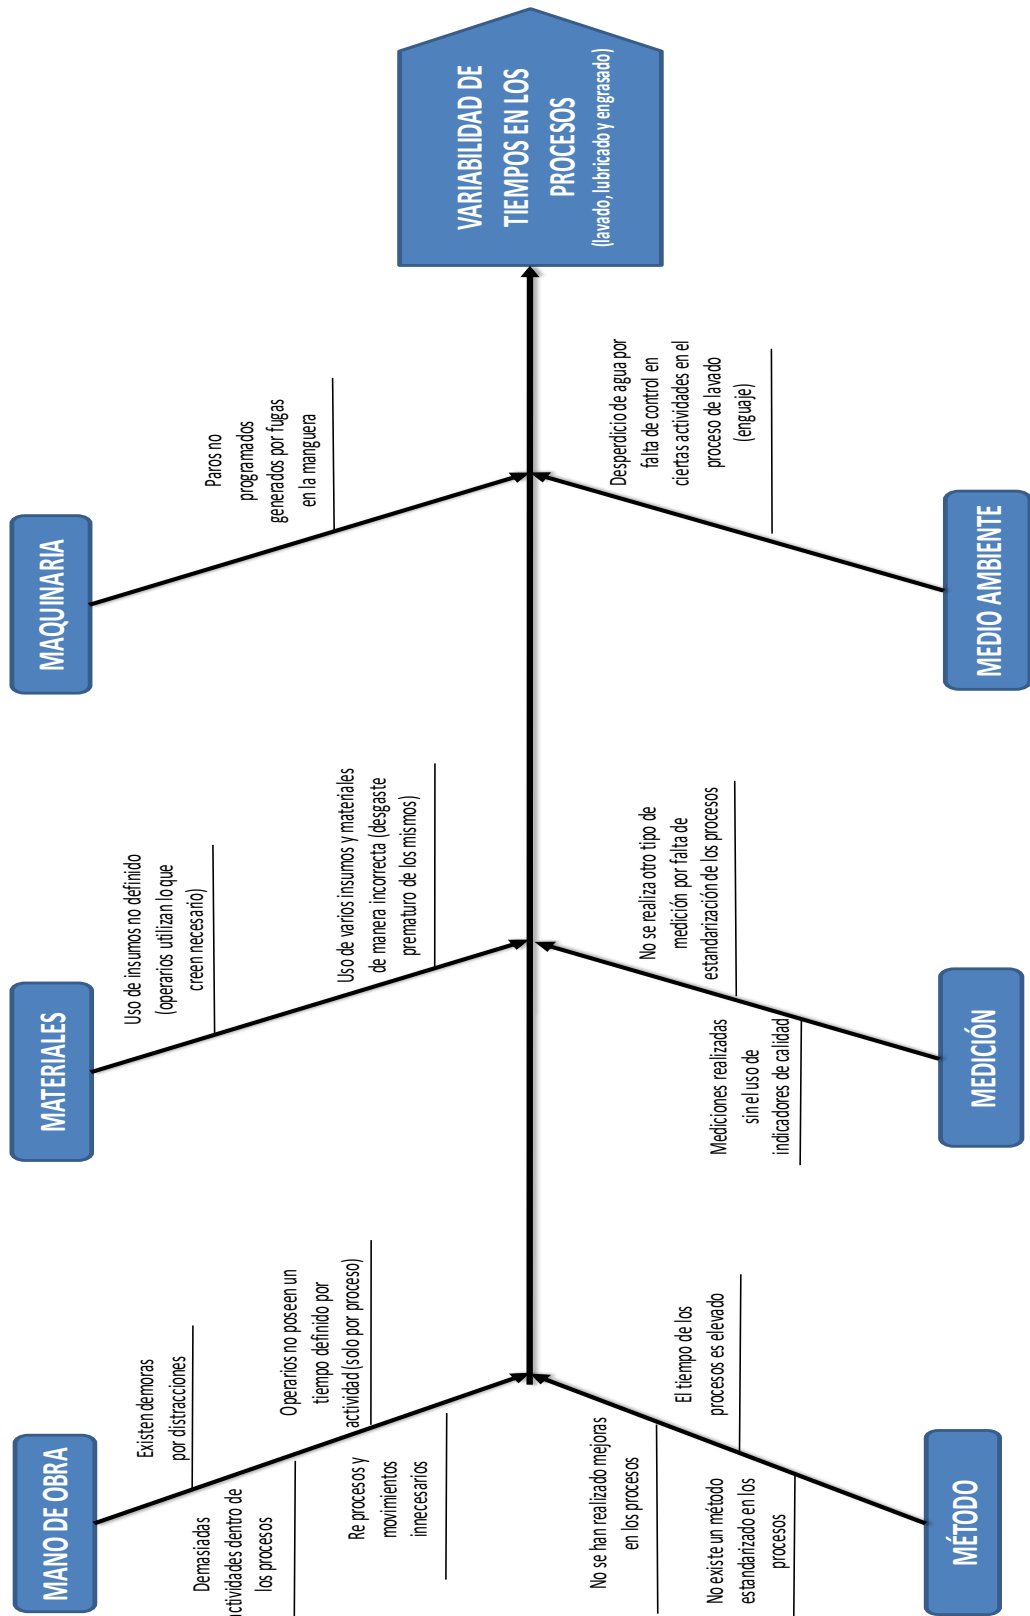 MANO DE OBRA
Existen demoras
por distracciones
Demasiadas
actividades dentro de
los procesos
Operarios no poseen un
tiempo definido por
actividad (solo por proceso)
Re procesos y
movimientos
innecesarios
MATERIALES
Uso de insumos no definido
(operarios utilizan lo que
creen necesario)
Uso de varios insumos y materiales
de manera incorrecta (desgaste
prematuro de los mismos)
MAQUINARIA
Paros no
programados
generados por fugas
en la manguera
VARIABILIDAD DE
TIEMPOS EN LOS
PROCESOS
(lavado, lubricado y engrasado)
No se han realizado mejoras
en los procesos
El tiempo de los
procesos es elevado
No existe un método
estandarizado en los
procesos
MÉTODO
No se realiza otro tipo de
medición por falta de
estandarización de los procesos
Mediciones realizadas
sin el uso de
indicadores de calidad
MEDICIÓN
Desperdicio de agua por
falta de control en
ciertas actividades en el
proceso de lavado
(enguaje)
MEDIO AMBIENTE